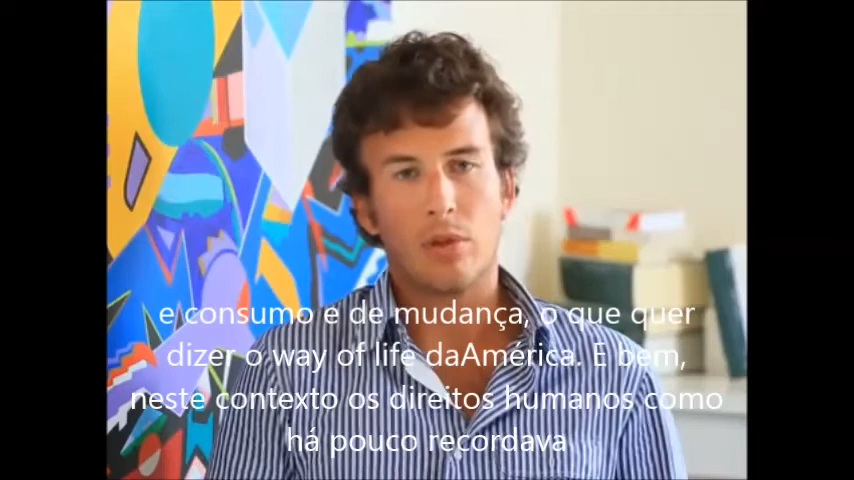 e consumo e de mudança, o que quer
dizer o way of life daAmérica. E bem,
neste contexto os direitos humanos como
há pouco recordava